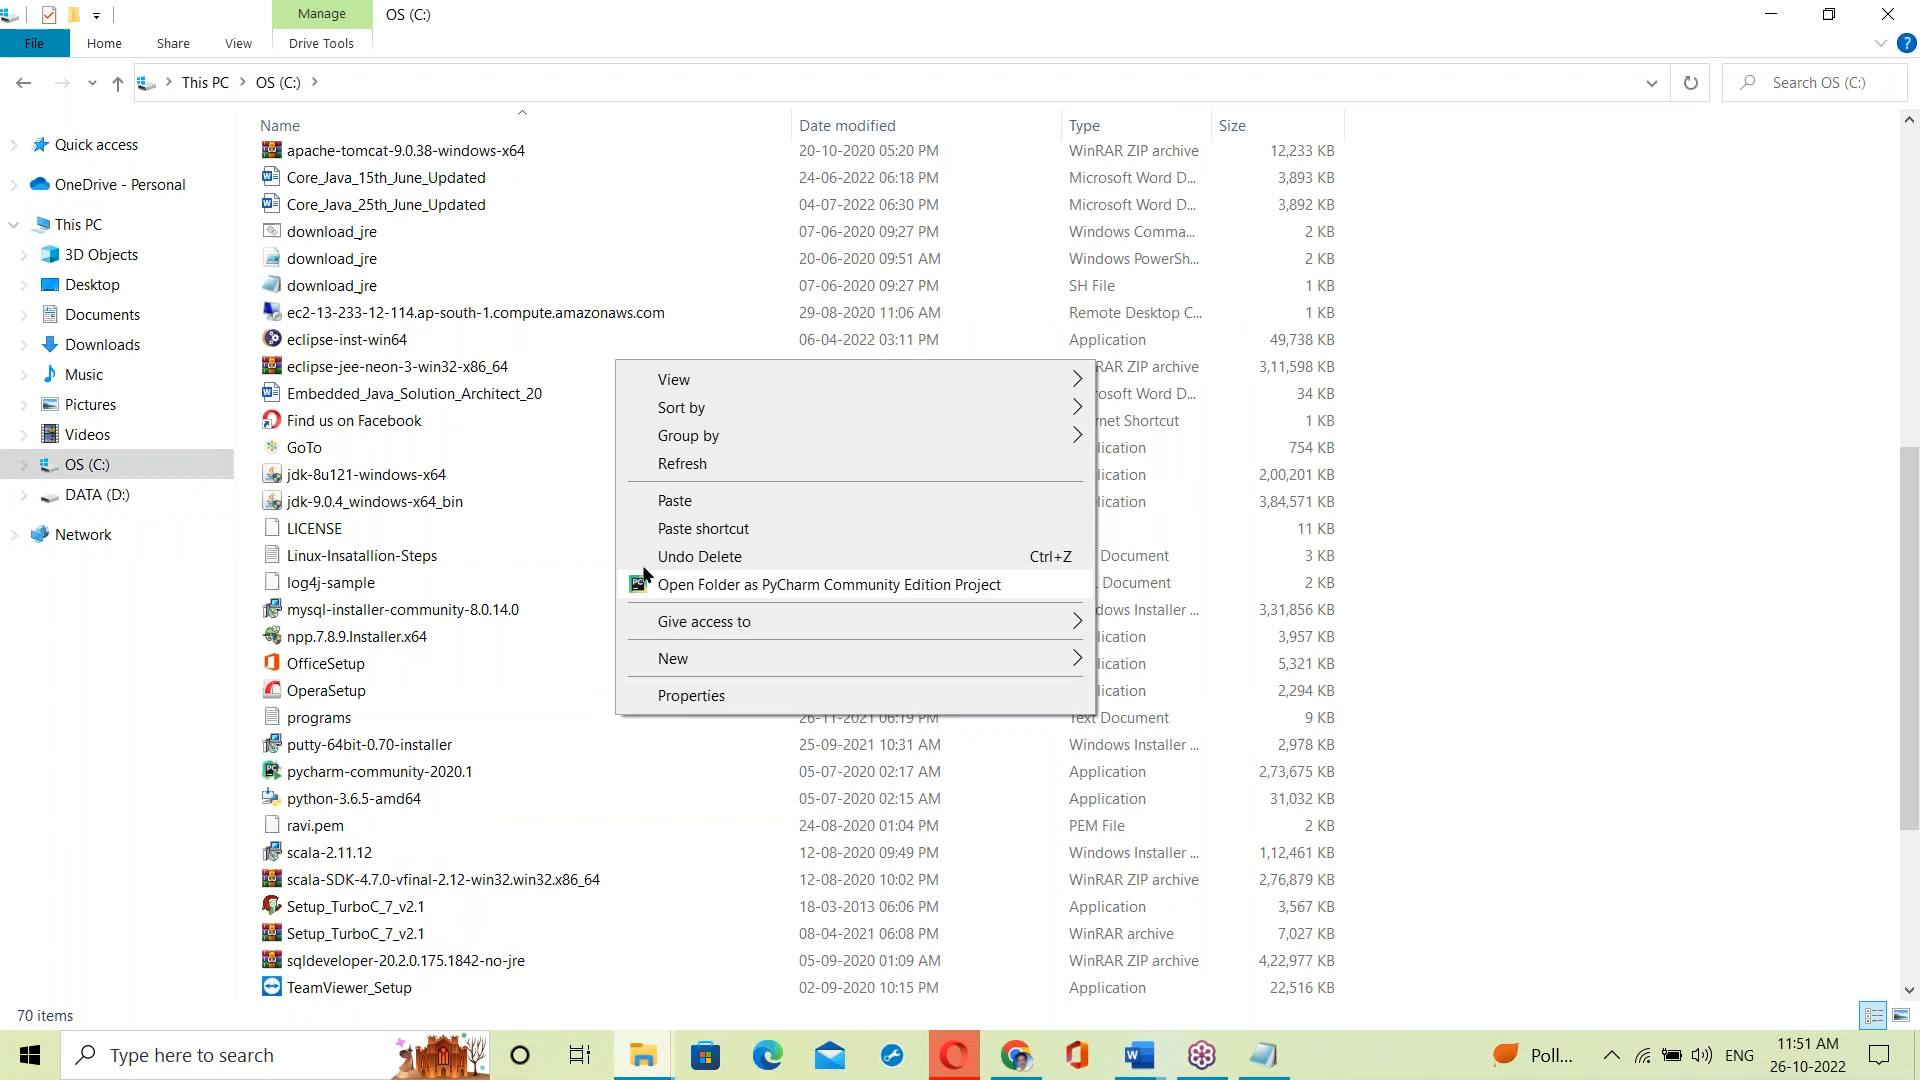 Manage OS (C:)
File Home Share View Drive Tools
This PC OS (C:) Search OS (C:)
Name Date modified Type Size
Quick access
OneDrive - Personal
This PC
3D Objects
Desktop
Documents
Downloads
Music
Pictures
Videos
OS (C:)
DATA (D:)
Network
apache-tomcat-9.0.38-windows-x64 20-10-2020 05:20 PM WinRAR ZIP archive 12,233 KB
Core_Java_15th_June_Updated 24-06-2022 06:18 PM Microsoft Word D... 3,893 KB
Core_Java_25th_June_Updated 04-07-2022 06:30 PM Microsoft Word D... 3,892 KB
download_jre 07-06-2020 09:27 PM Windows Comma... 2 KB
download_jre 20-06-2020 09:51 AM Windows PowerSh... 2 KB
download_jre 07-06-2020 09:27 PM SH File 1 KB
ec2-13-233-12-114.ap-south-1.compute.amazonaws.com 29-08-2020 11:06 AM Remote Desktop C... 1 KB
eclipse-inst-win64 06-04-2022 03:11 PM Application 49,738 KB
eclipse-jee-neon-3-win32-x86_64 RAR ZIP archive 3,11,598 KB
Embedded_Java_Solution_Architect_20 rosoft Word D... 34 KB
Find us on Facebook rnet Shortcut 1 KB
GoTo lication 754 KB
jdk-8u121-windows-x64 lication 2,00,201 KB
jdk-9.0.4_windows-x64_bin lication 3,84,571 KB
LICENSE 11 KB
Linux-Insatallion-Steps Document 3 KB
log4j-sample Document 2 KB
mysql-installer-community-8.0.14.0 dows Installer ... 3,31,856 KB
npp.7.8.9.Installer.x64 lication 3,957 KB
OfficeSetup lication 5,321 KB
OperaSetup lication 2,294 KB
programs 26-11-2021 06:19 PM Text Document 9 KB
putty-64bit-0.70-installer 25-09-2021 10:31 AM Windows Installer ... 2,978 KB
pycharm-community-2020.1 05-07-2020 02:17 AM Application 2,73,675 KB
python-3.6.5-amd64 05-07-2020 02:15 AM Application 31,032 KB
ravi.pem 24-08-2020 01:04 PM PEM File 2 KB
scala-2.11.12 12-08-2020 09:49 PM Windows Installer ... 1,12,461 KB
scala-SDK-4.7.0-vfinal-2.12-win32.win32.x86_64 12-08-2020 10:02 PM WinRAR ZIP archive 2,76,879 KB
Setup_TurboC_7_v2.1 18-03-2013 06:06 PM Application 3,567 KB
Setup_TurboC_7_v2.1 08-04-2021 06:08 PM WinRAR archive 7,027 KB
sqldeveloper-20.2.0.175.1842-no-jre 05-09-2020 01:09 AM WinRAR ZIP archive 4,22,977 KB
TeamViewer_Setup 02-09-2020 10:15 PM Application 22,516 KB
View
Sort by
Group by
Refresh
Paste
Paste shortcut
Undo Delete Ctrl+Z
Open Folder as PyCharm Community Edition Project
Give access to
New
Properties
70 items
Type here to search Poll... ENG 11:51 AM
26-10-2022